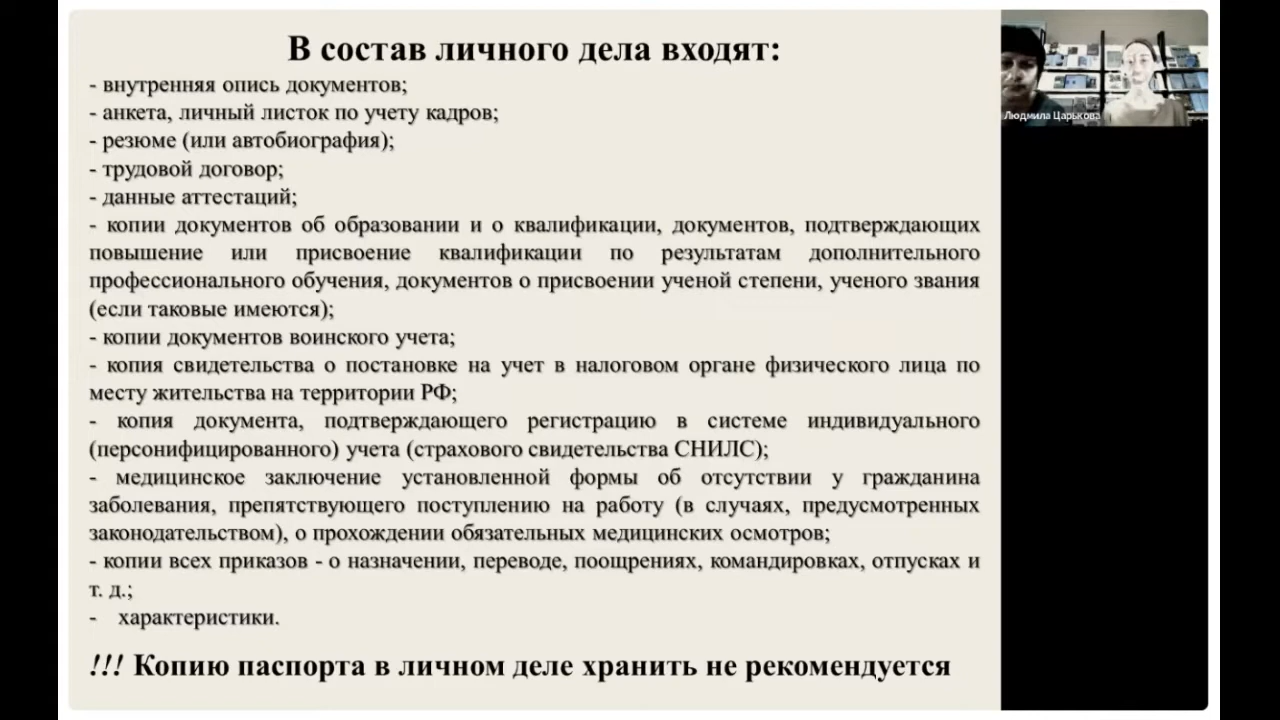 В состав личного дела входят:
- внутренняя опись документов;
- анкета, личный листок по учету кадров;
- резюме (или автобиография);
- трудовой договор;
- данные аттестаций;
- копии документов об образовании и о квалификации, документов, подтверждающих
повышение или присвоение квалификации по результатам дополнительного
профессионального обучения, документов о присвоении ученой степени, ученого звания
(если таковые имеются);
- копии документов воинского учета;
- копия свидетельства о постановке на учет в налоговом органе физического лица по
месту жительства на территории РФ;
- копия документа, подтверждающего регистрацию в системе индивидуального
(персонифицированного) учета (страхового свидетельства СНИЛС);
- медицинское заключение установленной формы об отсутствии у гражданина
заболевания, препятствующего поступлению на работу (в случаях, предусмотренных
законодательством), о прохождении обязательных медицинских осмотров;
- копии всех приказов - о назначении, переводе, поощрениях, командировках, отпусках и
т. д.;
- характеристики.
!!! Копию паспорта в личном деле хранить не рекомендуется
Людмила Царькова